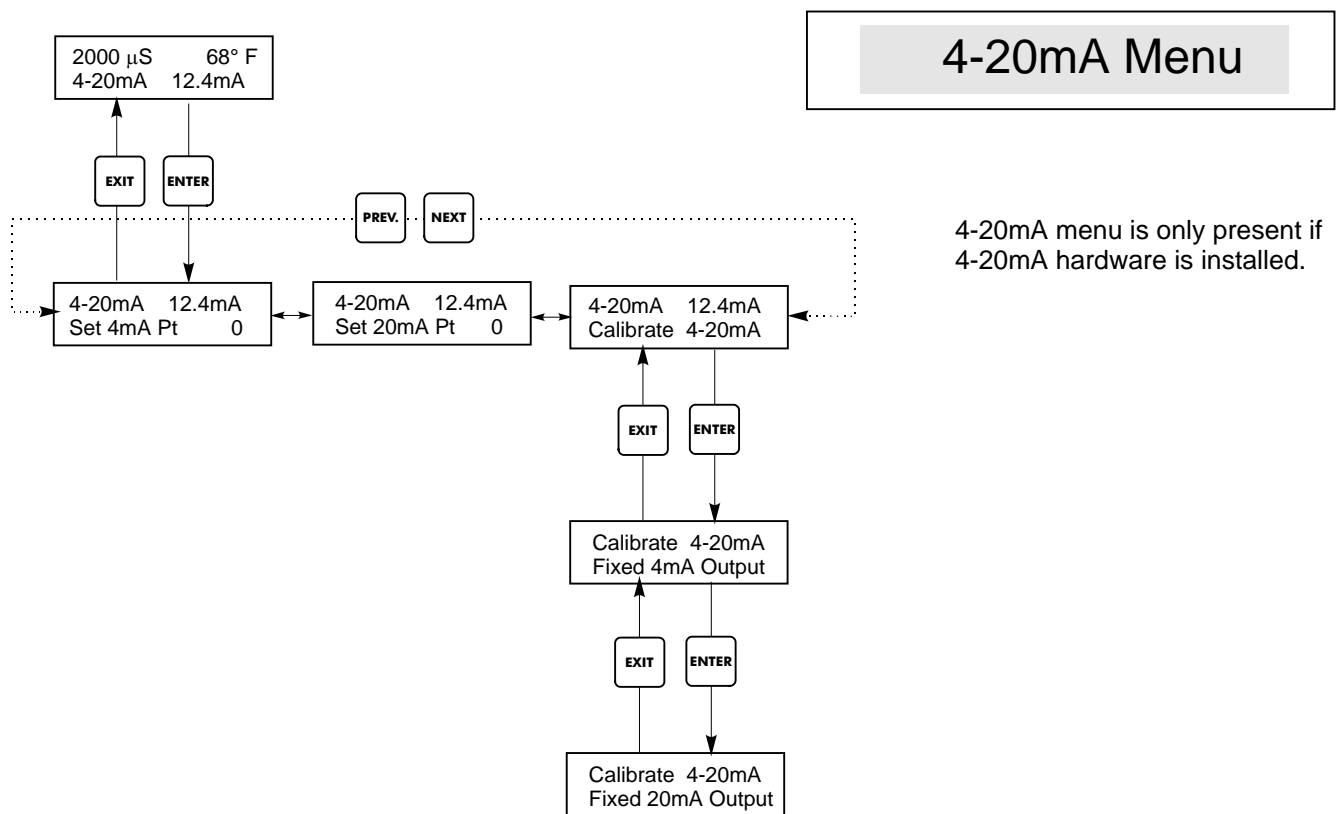 4-20mA Menu
2000 μS 68° F
4-20mA 12.4mA
EXIT
ENTER
PREV.
NEXT
4-20mA menu is only present if
4-20mA hardware is installed.
4-20mA 12.4mA
Set 4mA Pt 0
4-20mA 12.4mA
Set 20mA Pt 0
4-20mA 12.4mA
Calibrate 4-20mA
EXIT
ENTER
Calibrate 4-20mA
Fixed 4mA Output
EXIT
ENTER
Calibrate 4-20mA
Fixed 20mA Output